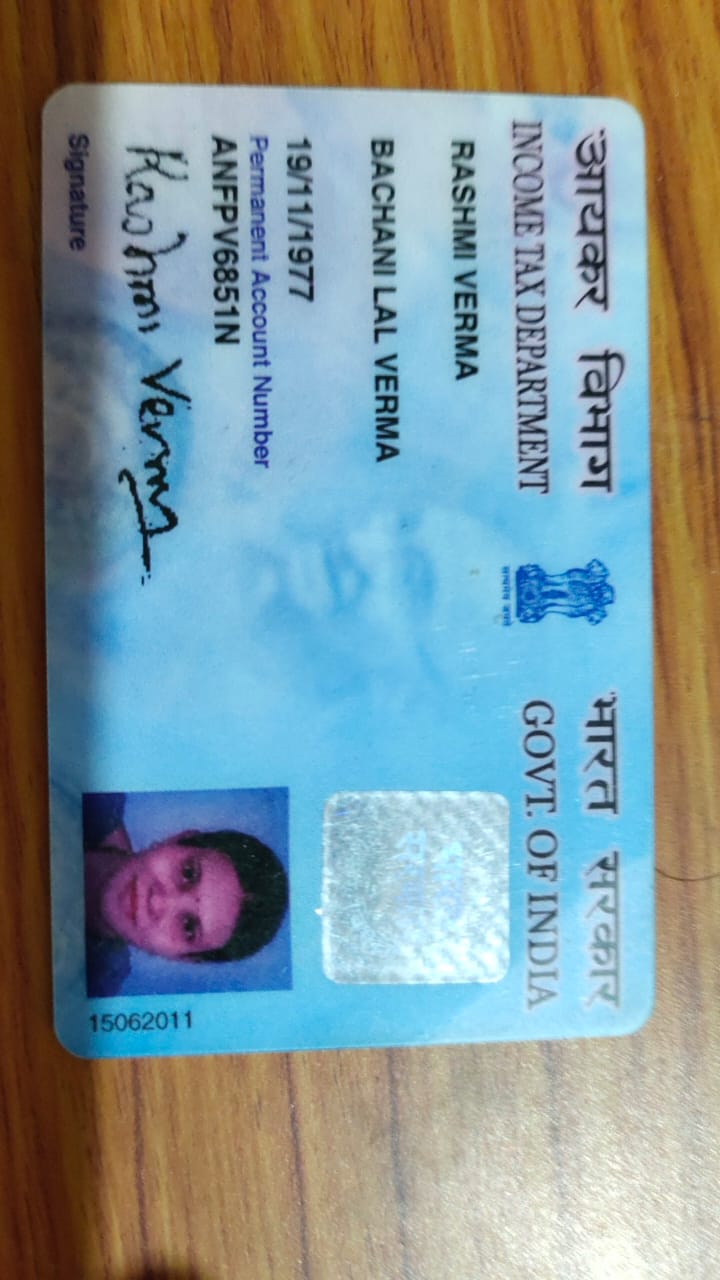 आयकर विभाग
INCOME TAX DEPARTMENT
भारत सरकार
GOVT. OF INDIA
सत्यमेव जयते
RASHMI VERMA
BACHANI LAL VERMA
19/11/1977
Permanent Account Number
ANFPV6851N
Rashmi Verma
Signature
15062011